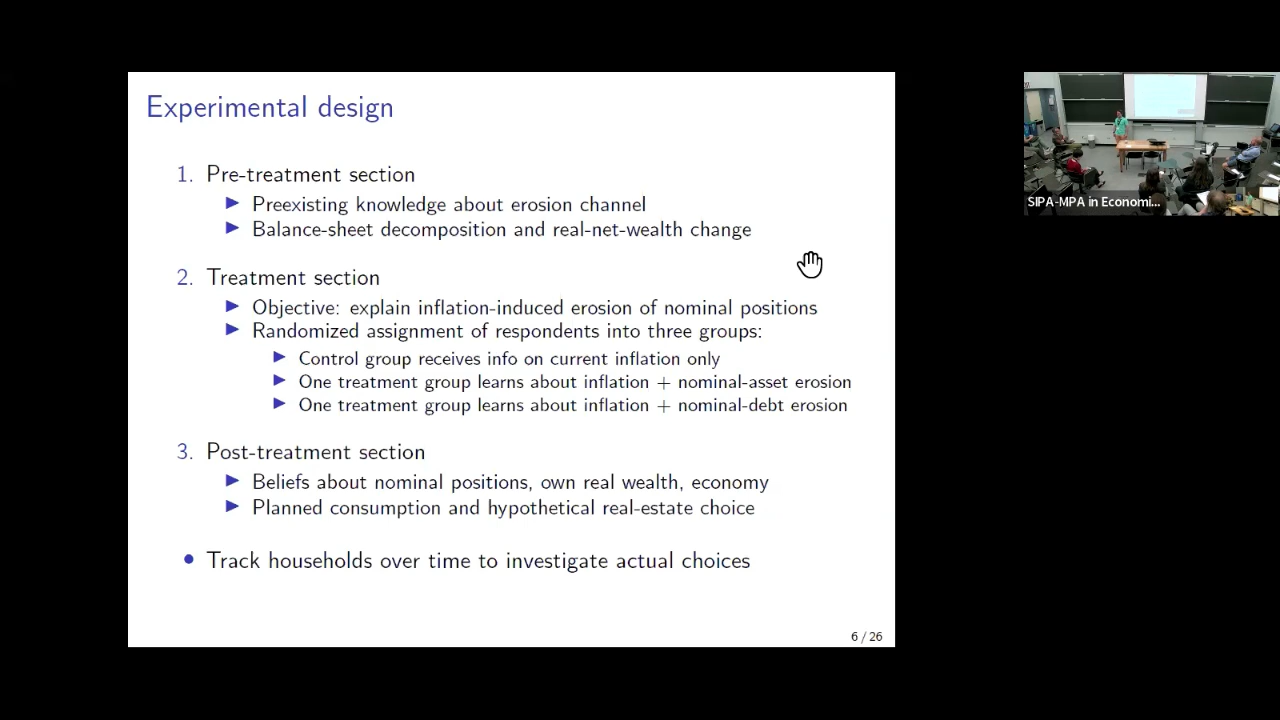 Experimental design
1. Pre-treatment section
▶ Preexisting knowledge about erosion channel
▶ Balance-sheet decomposition and real-net-wealth change
2. Treatment section
▶ Objective: explain inflation-induced erosion of nominal positions
▶ Randomized assignment of respondents into three groups:
▶ Control group receives info on current inflation only
▶ One treatment group learns about inflation + nominal-asset erosion
▶ One treatment group learns about inflation + nominal-debt erosion
3. Post-treatment section
▶ Beliefs about nominal positions, own real wealth, economy
▶ Planned consumption and hypothetical real-estate choice
• Track households over time to investigate actual choices
6 / 26
SIPA-MPA in Economi...